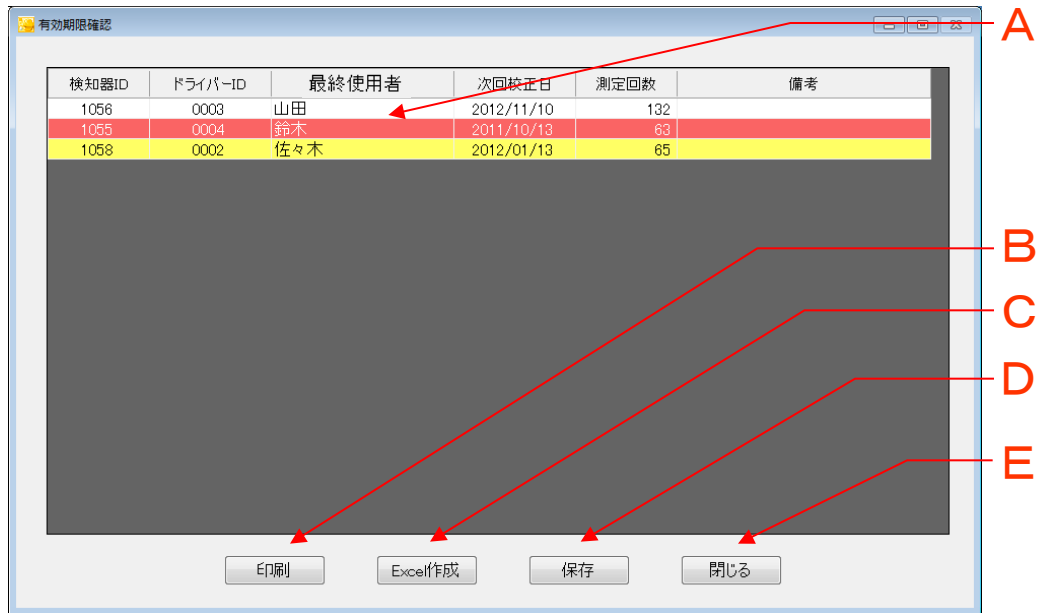 有効期限確認
A
検知器ID ドライバーID 最終使用者 次回校正日 測定回数 備考
1056 0003 山田 2012/11/10 132
1055 0004 鈴木 2011/10/13 63
1058 0002 佐々木 2012/01/13 65
B
C
D
E
印刷 Excel作成 保存 閉じる